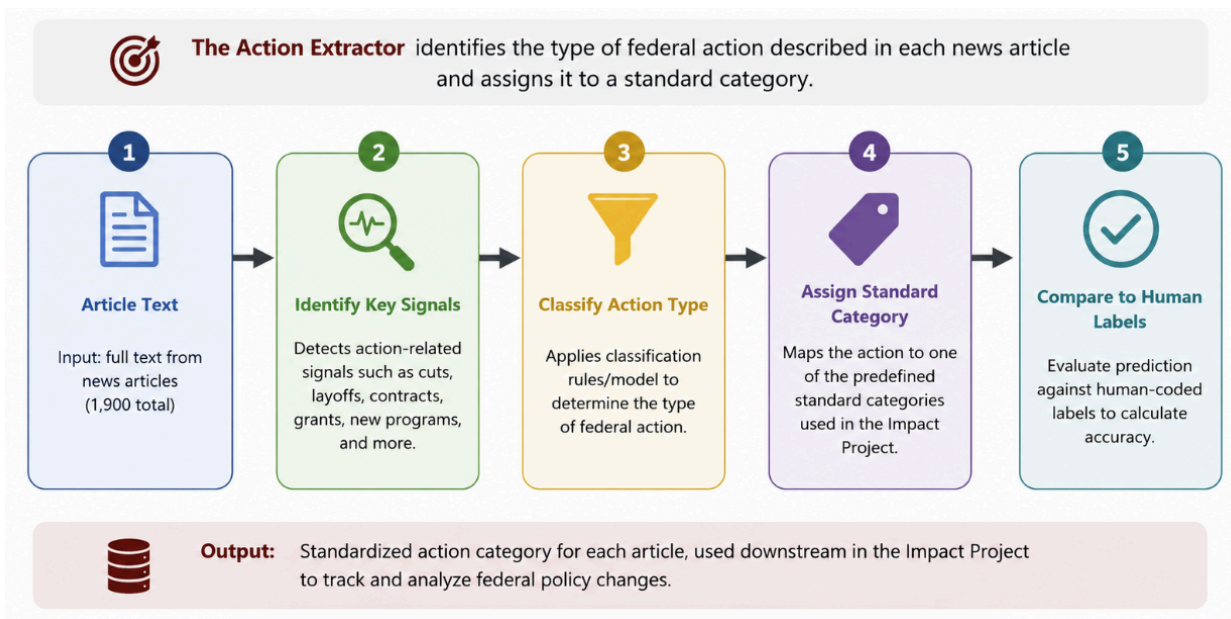 The Action Extractor identifies the type of federal action described in each news article
and assigns it to a standard category.
1
Article Text
Input: full text from
news articles
(1,900 total)
2
Identify Key Signals
Detects action-related
signals such as cuts,
layoffs, contracts,
grants, new programs,
and more.
3
Classify Action Type
Applies classification
rules/model to
determine the type
of federal action.
4
Assign Standard
Category
Maps the action to one
of the predefined
standard categories
used in the Impact
Project.
5
Compare to Human
Labels
Evaluate prediction
against human-coded
labels to calculate
accuracy.
Output: Standardized action category for each article, used downstream in the Impact Project
to track and analyze federal policy changes.